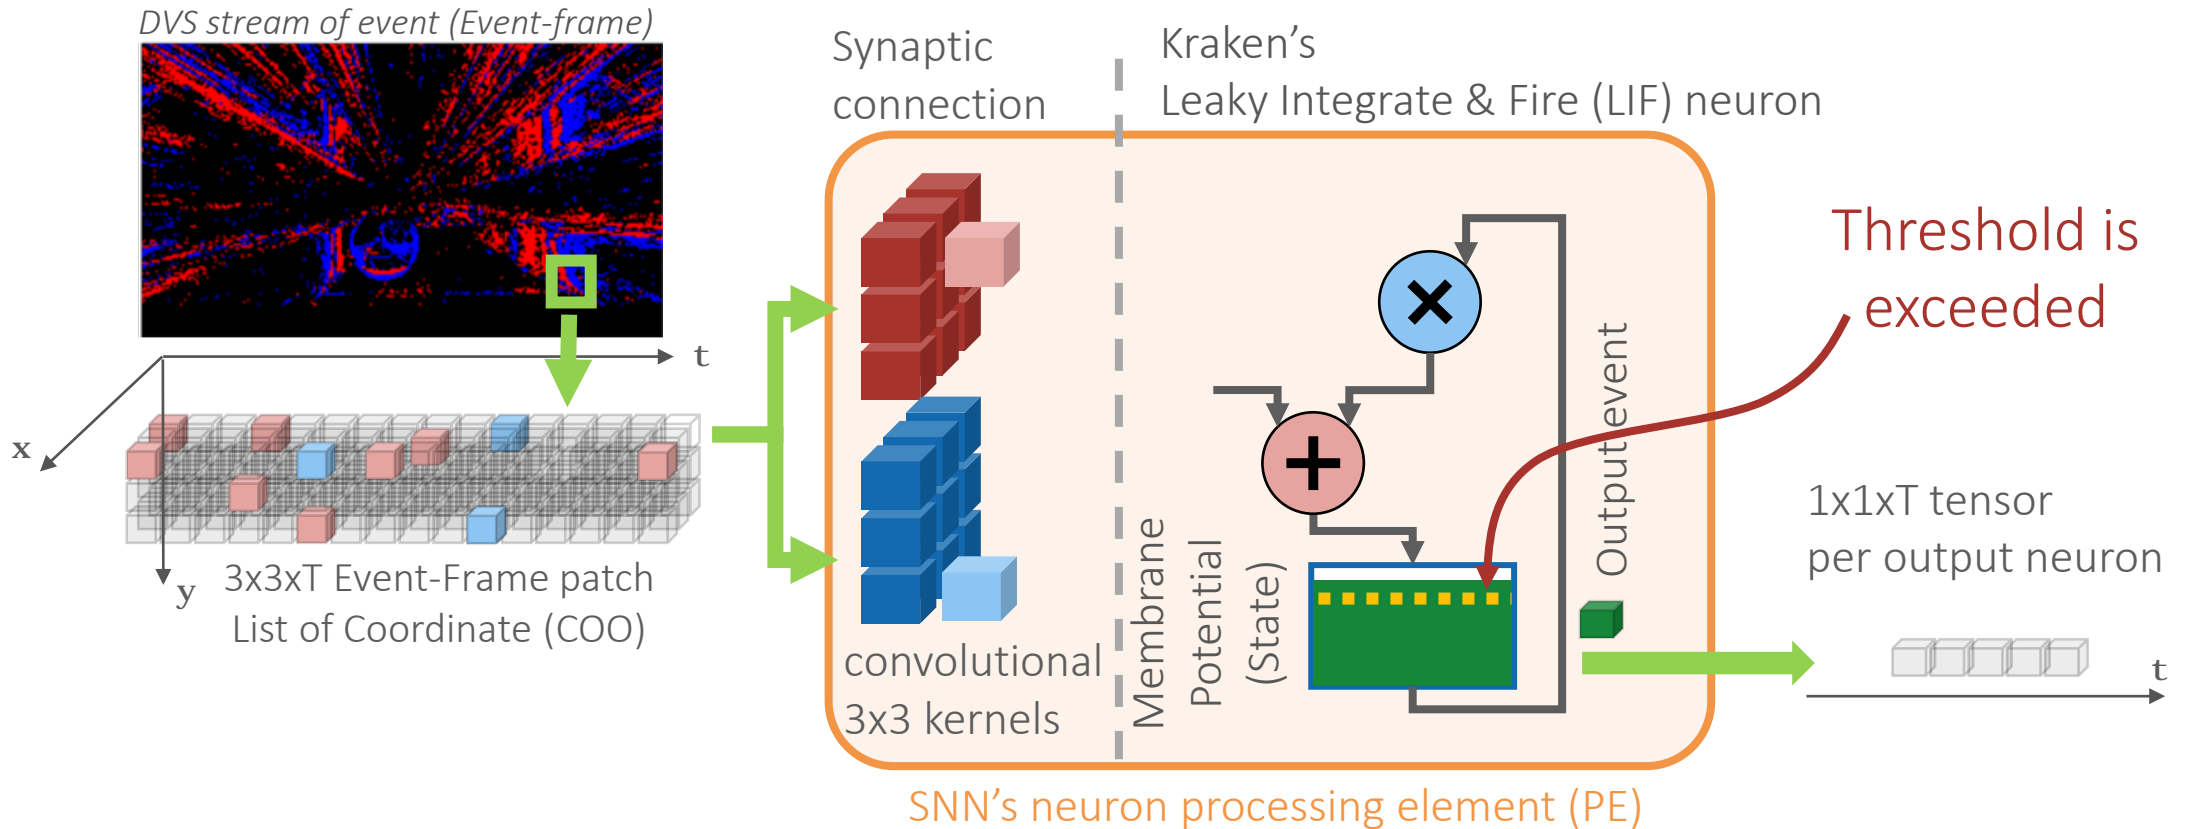 DVS stream of event (Event-frame)
t
x
y
3x3xT Event-Frame patch
List of Coordinate (COO)
Synaptic
connection
convolutional
3x3 kernels
Kraken’s
Leaky Integrate & Fire (LIF) neuron
Membrane
Potential
(State)
Output event
Threshold is
exceeded
1x1xT tensor
per output neuron
t
SNN’s neuron processing element (PE)